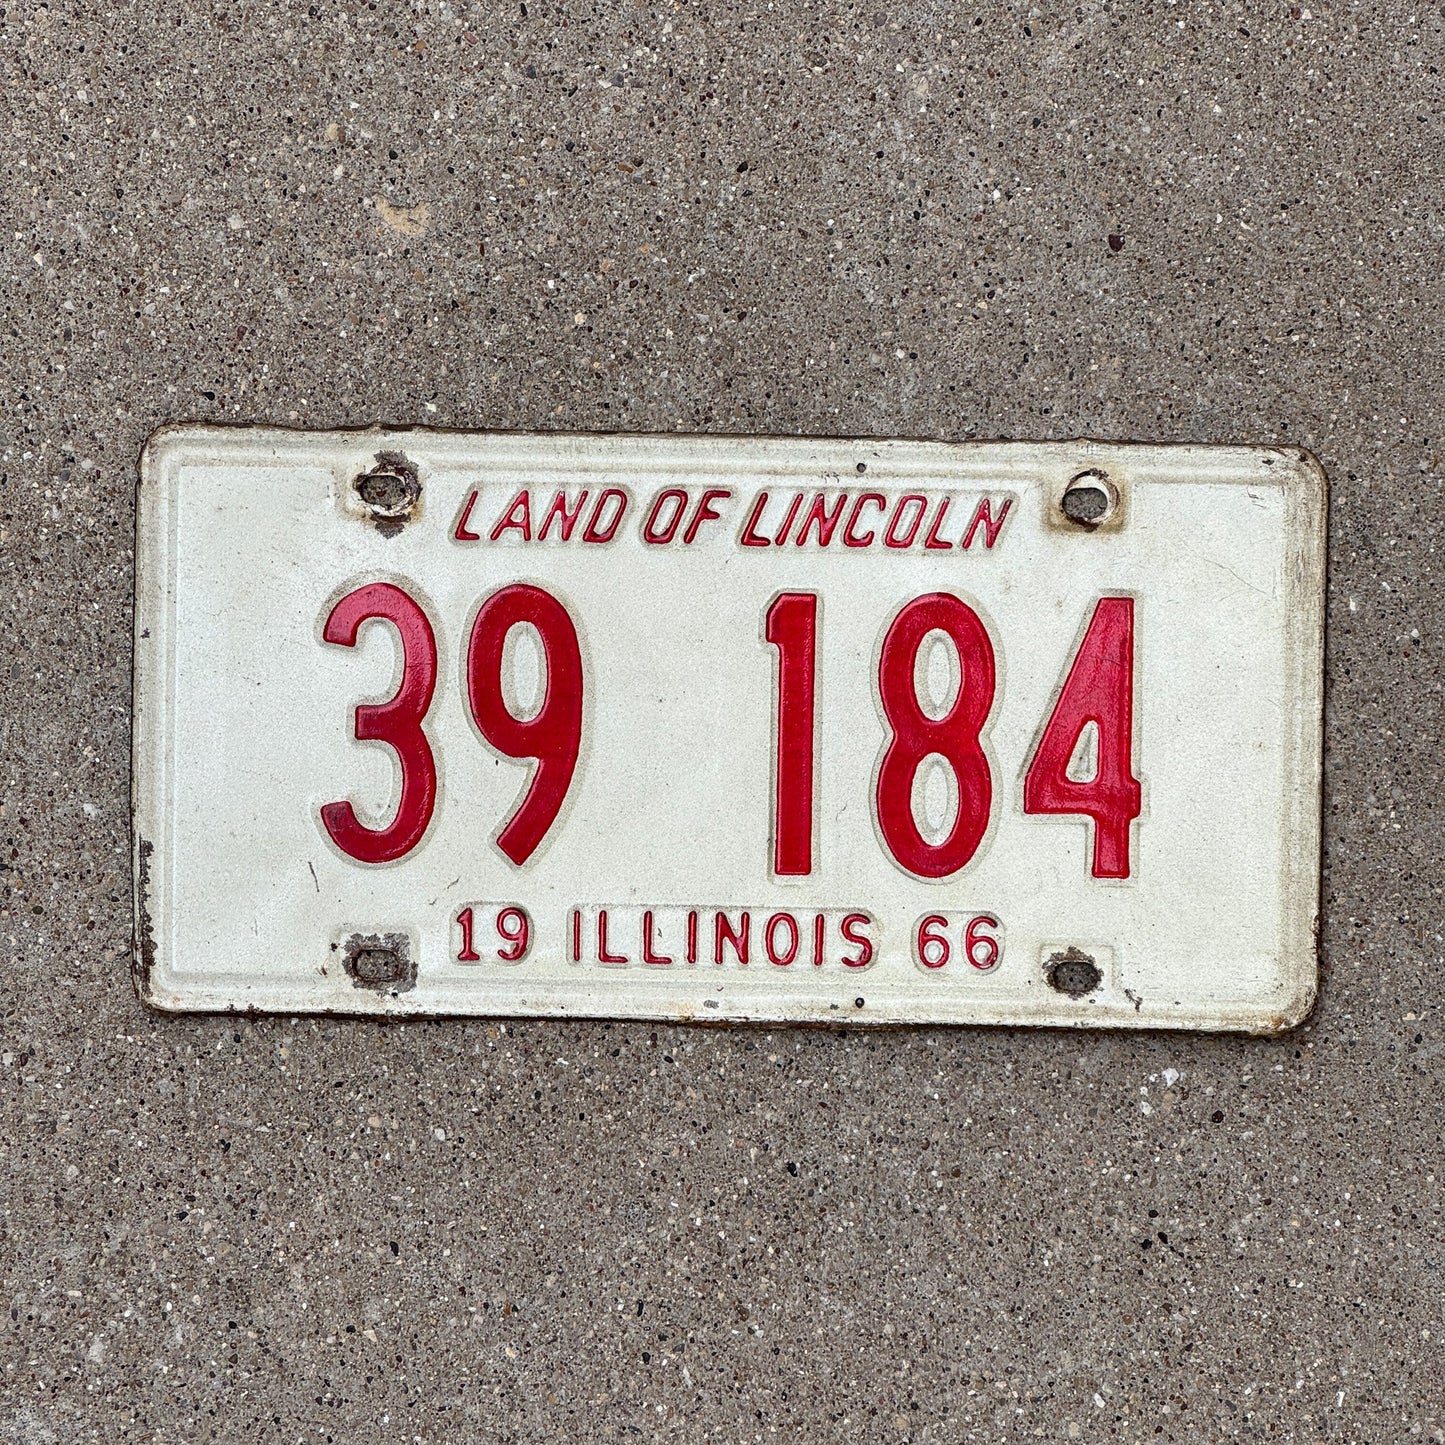 LAND OF LINCOLN
39 184
19 ILLINOIS 66